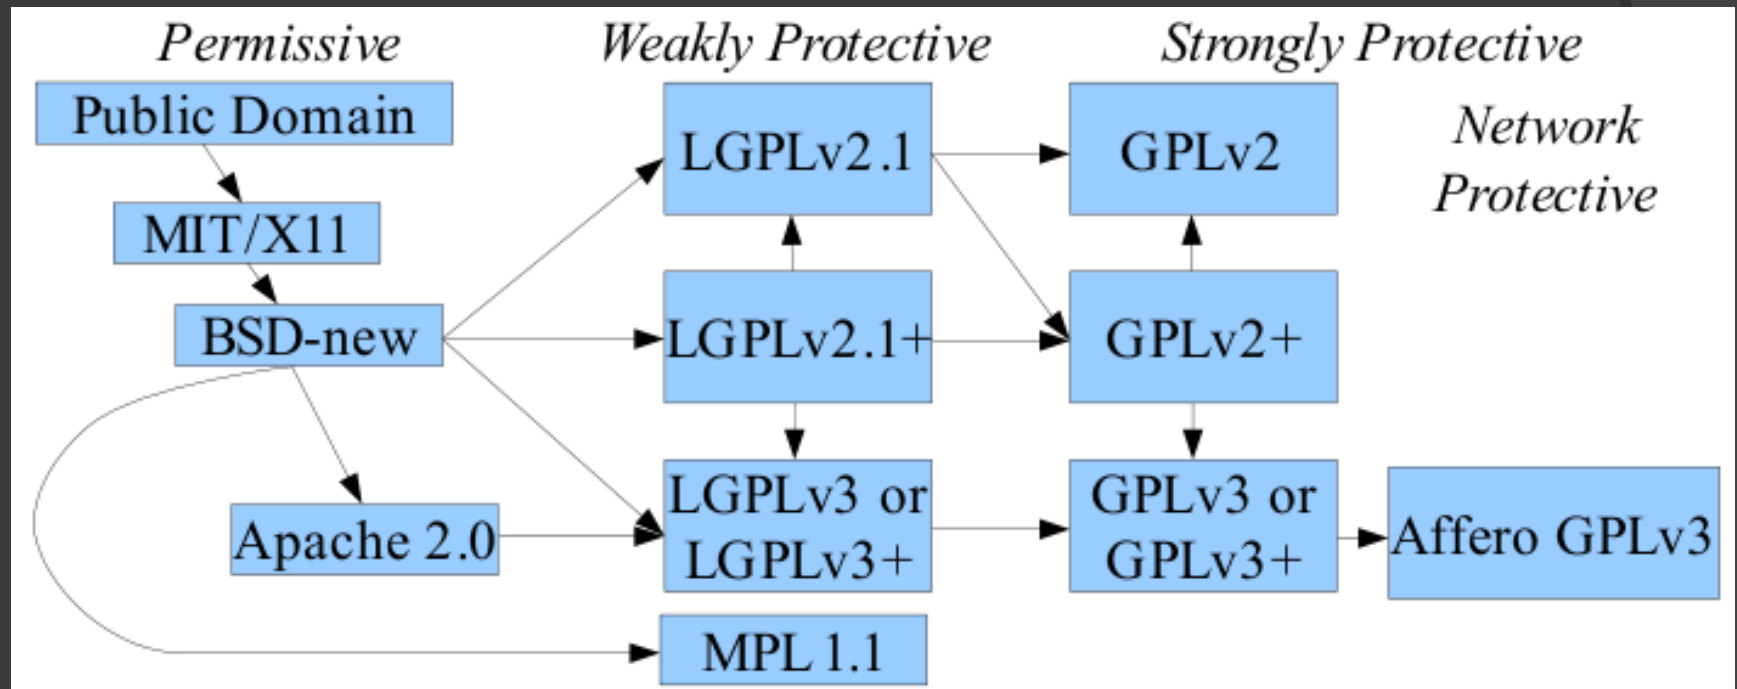 Permissive
Weakly Protective
Strongly Protective
Public Domain
LGPLv2.1
GPLv2
Network
Protective
MIT/X11
BSD-new
LGPLv2.1+
GPLv2+
LGPLv3 or
LGPLv3+
GPLv3 or
GPLv3+
Affero GPLv3
Apache 2.0
MPL 1.1